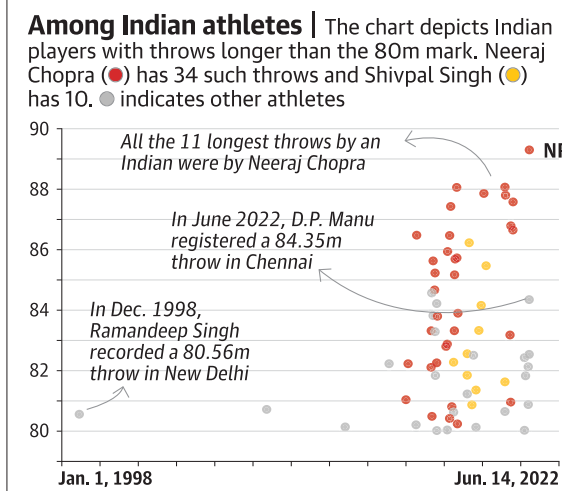 Among Indian athletes | The chart depicts Indian
players with throws longer than the 80m mark. Neeraj
Chopra (●) has 34 such throws and Shivpal Singh (●)
has 10. ● indicates other athletes
90
All the 11 longest throws by an
Indian were by Neeraj Chopra
88
In June 2022, D.P. Manu
registered a 84.35m
throw in Chennai
86
84
In Dec. 1998,
Ramandeep Singh
recorded a 80.56m
throw in New Delhi
82
80
Jan. 1, 1998
Jun. 14, 2022